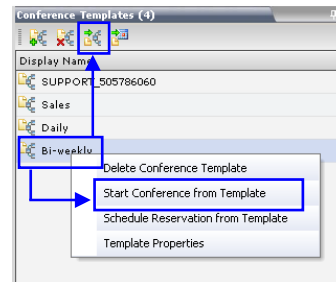 Conference Templates (4)
Display Name
SUPPORT_505786060
Sales
Daily
Bi-weekly
Delete Conference Template
Start Conference from Template
Schedule Reservation from Template
Template Properties